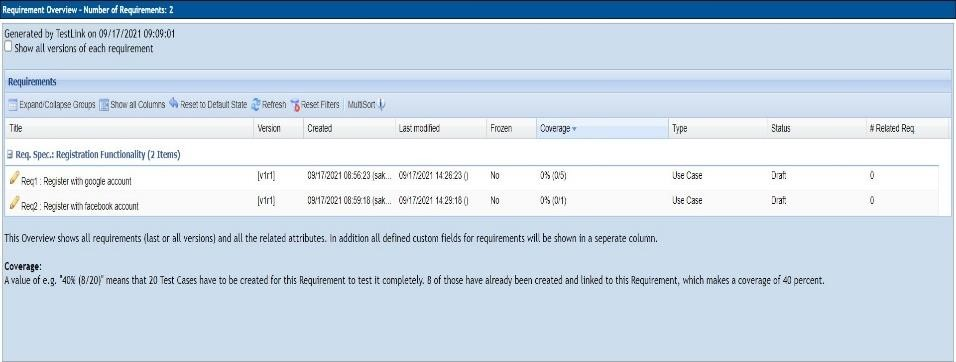 Requirement Overview - Number of Requirements: 2
Generated by TestLink on 09/17/2021 09:09:01
Show all versions of each requirement
Requirements
Expand/Collapse Groups Show all Columns Reset to Default State Refresh Reset Filters MultiSort
Title Version Created Last modified Frozen Coverage Type Status # Related Req.
Req. Spec.: Registration Functionality (2 Items)
Req1 : Register with google account [v1r1] 09/17/2021 08:56:23 (sak... 09/17/2021 14:26:23 () No 0% (0/5) Use Case Draft 0
Req2 : Register with facebook account [v1r1] 09/17/2021 08:59:18 (sak... 09/17/2021 14:29:18 () No 0% (0/1) Use Case Draft 0
This Overview shows all requirements (last or all versions) and all the related attributes. In addition all defined custom fields for requirements will be shown in a seperate column.
Coverage:
A value of e.g. "40% (8/20)" means that 20 Test Cases have to be created for this Requirement to test it completely. 8 of those have already been created and linked to this Requirement, which makes a coverage of 40 percent.